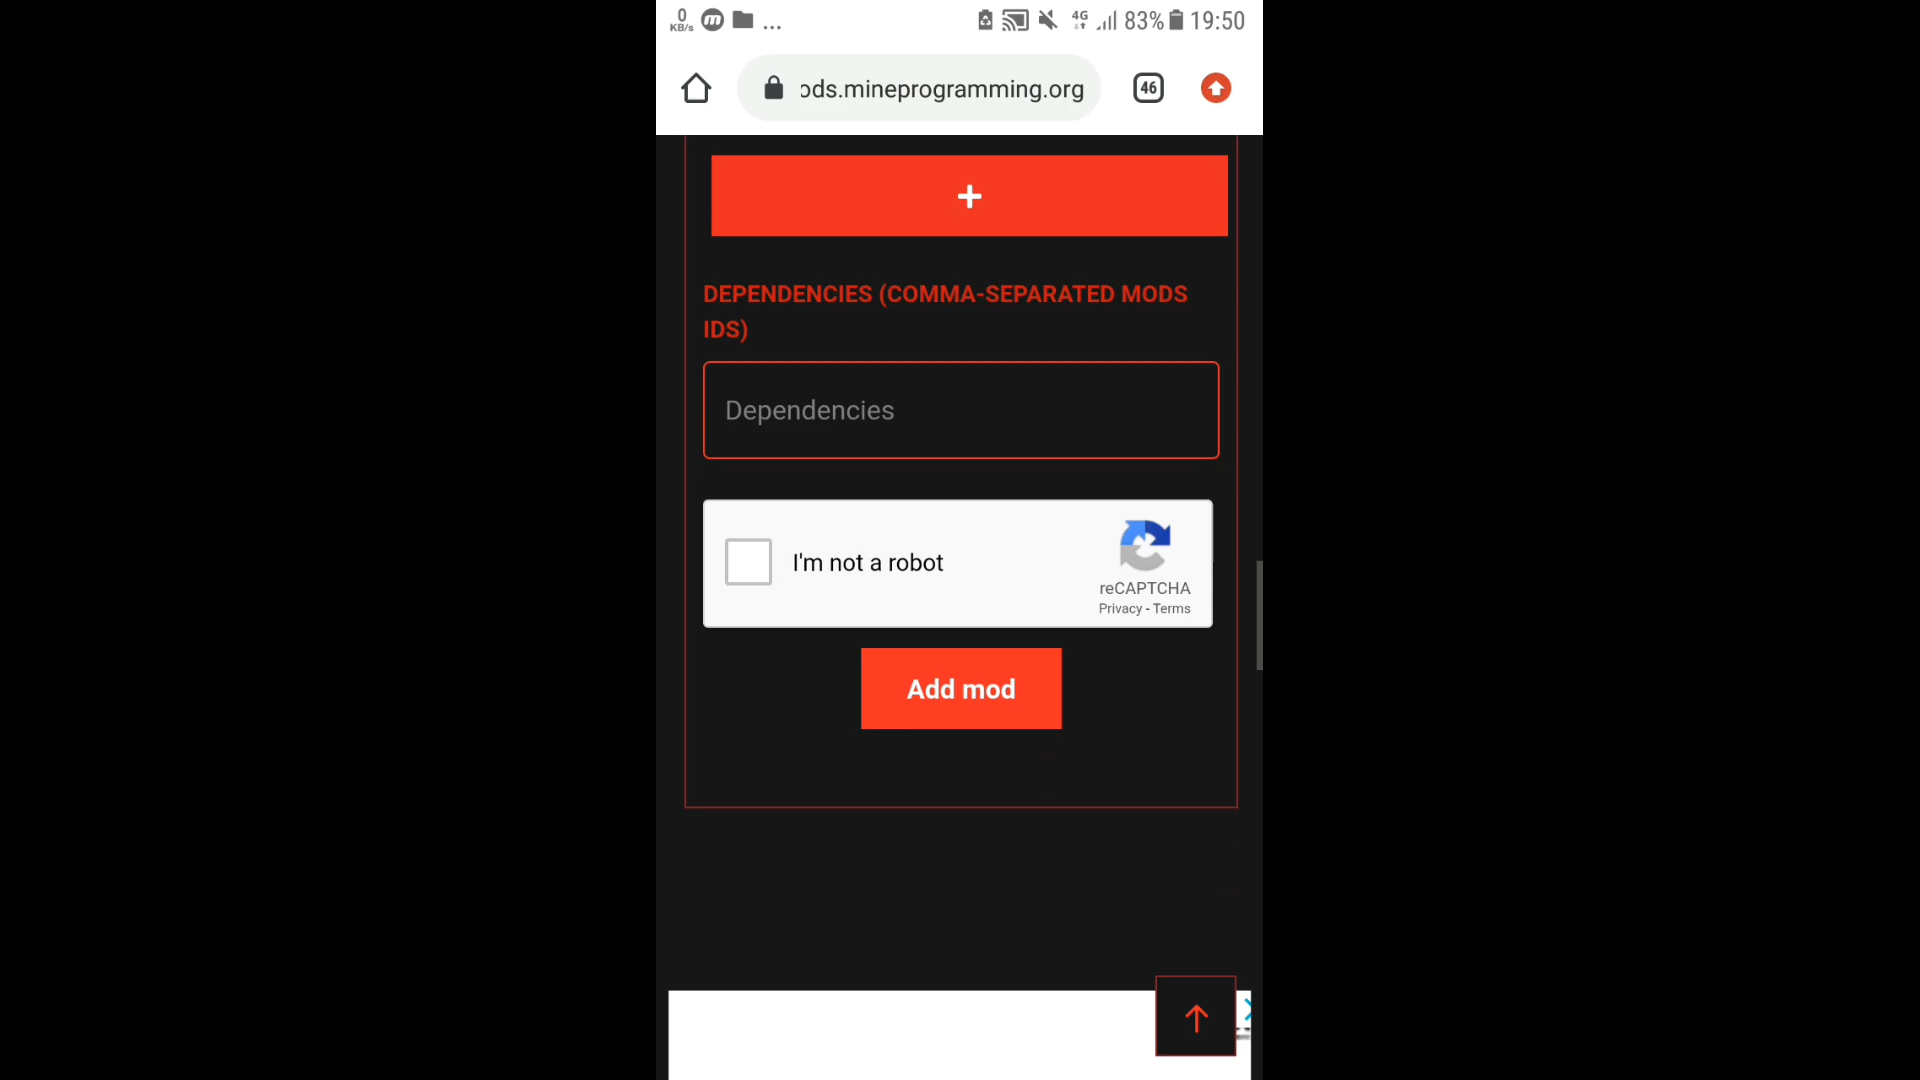 0
KB/s
...
4G
83%
19:50
ods.mineprogramming.org
46
+
DEPENDENCIES (COMMA-SEPARATED MODS
IDS)
Dependencies
I'm not a robot
reCAPTCHA
Privacy - Terms
Add mod